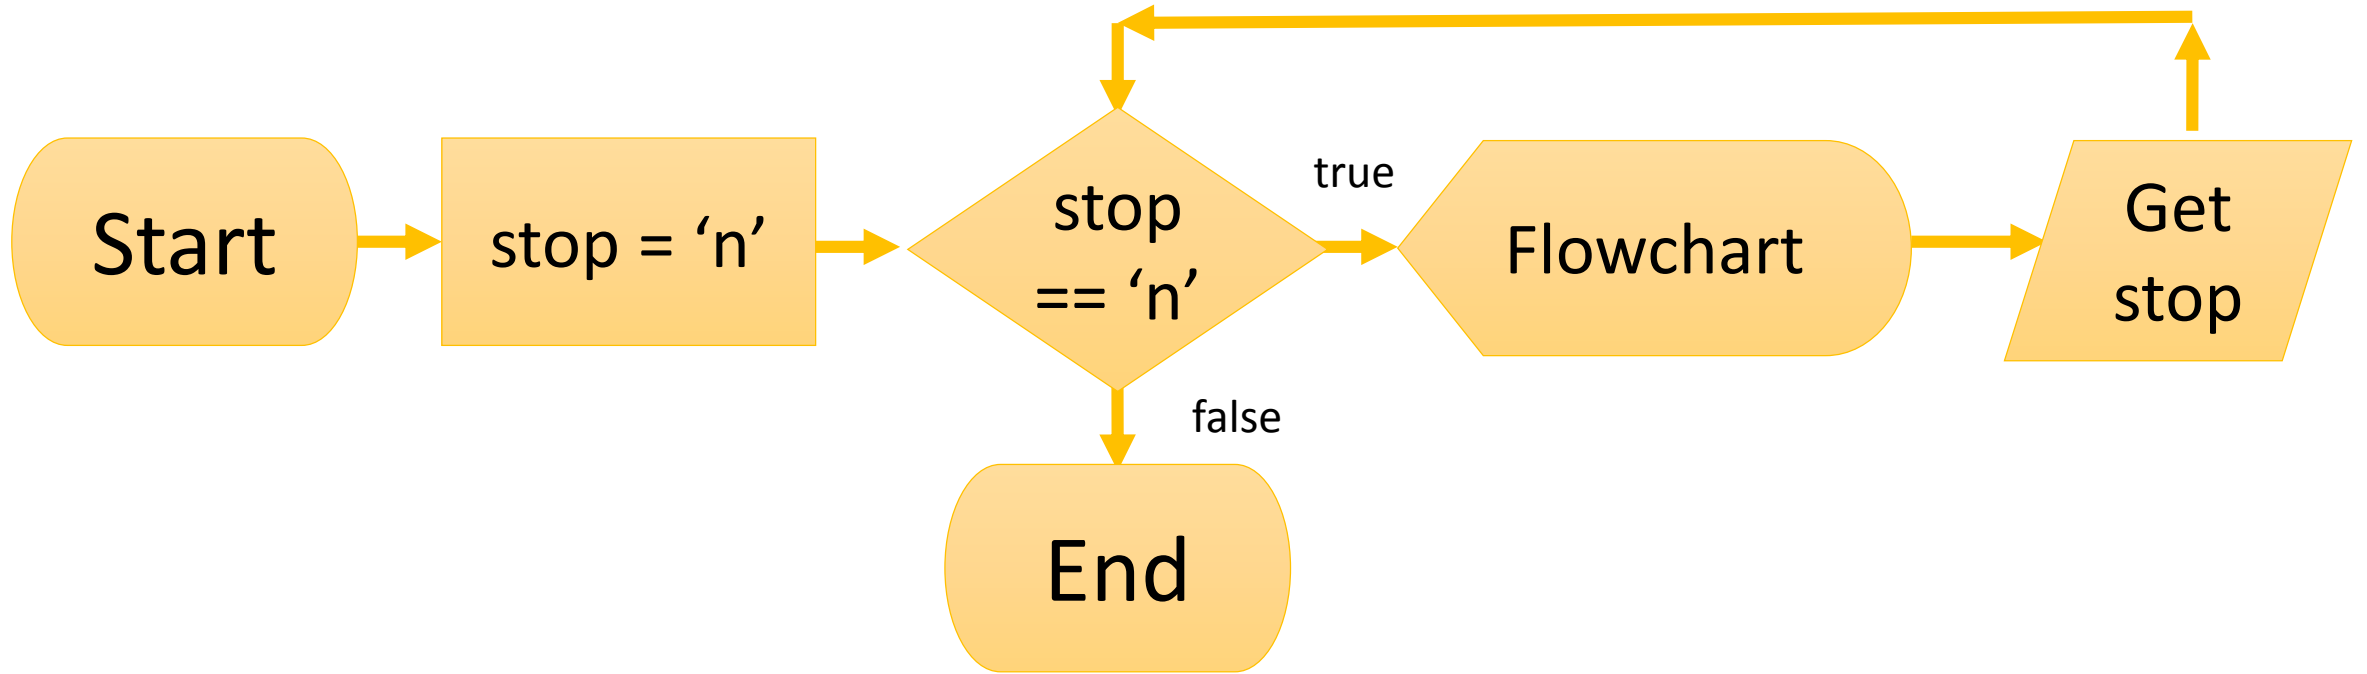 Start
stop = ‘n’
stop
== ‘n’
true
Flowchart
Get
stop
false
End